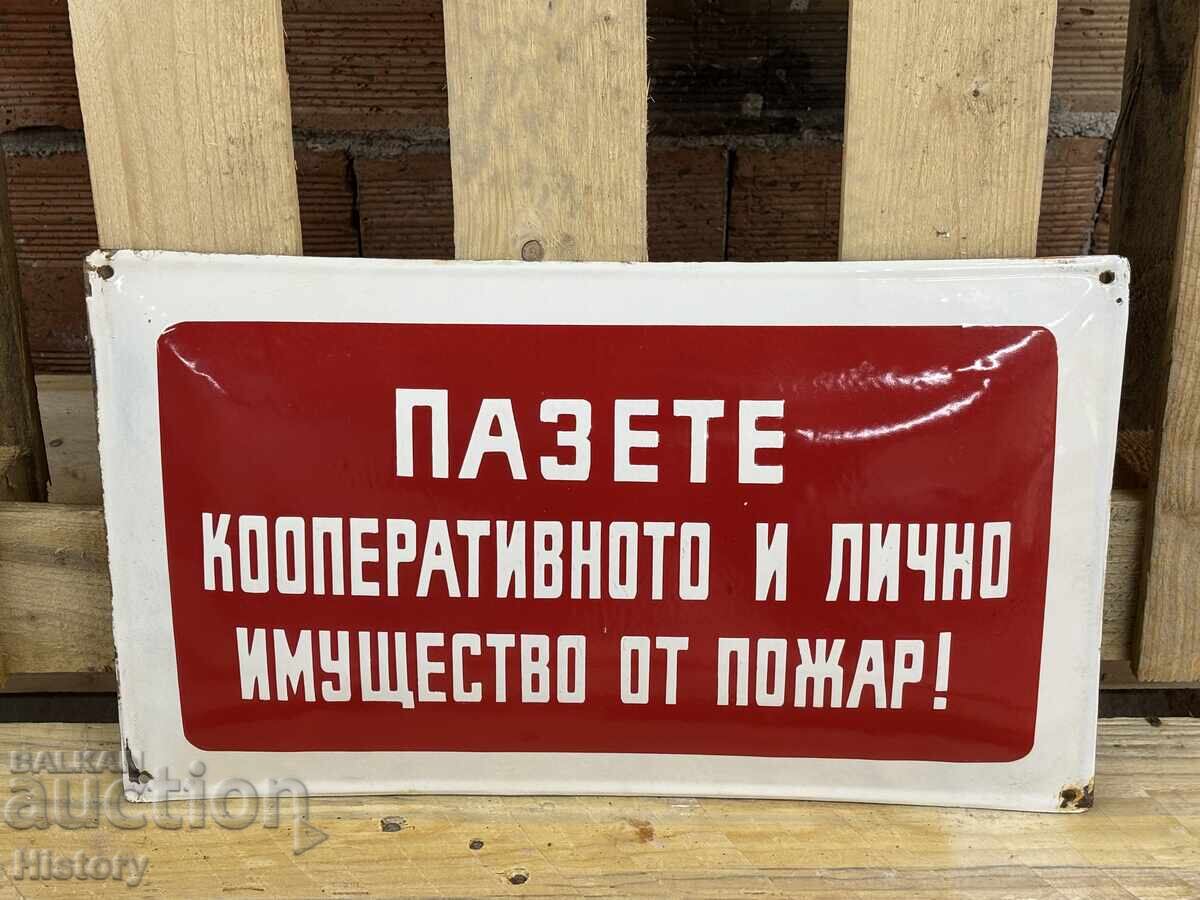 ПАЗЕТЕ
КООПЕРАТИВНОТО И ЛИЧНО
ИМУЩЕСТВО ОТ ПОЖАР!
BALKAN
auction
History